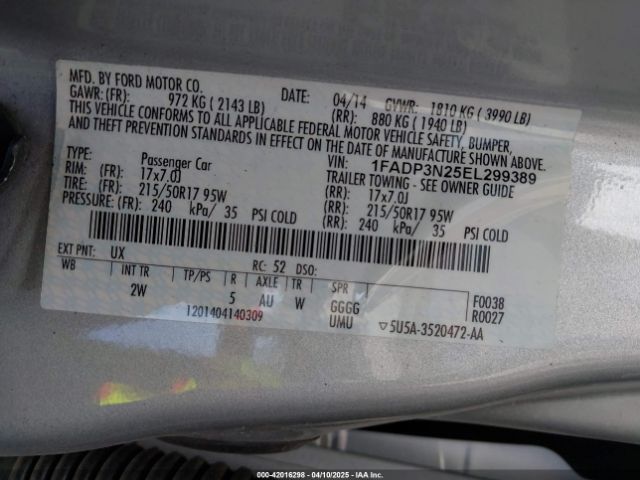 MFD. BY FORD MOTOR CO.
DATE: 04/14 GVWR: 1810 KG ( 3990 LB)
GAWR: (FR): 972 KG ( 2143 LB) (RR): 880 KG ( 1940 LB)
THIS VEHICLE CONFORMS TO ALL APPLICABLE FEDERAL MOTOR VEHICLE SAFETY, BUMPER,
AND THEFT PREVENTION STANDARDS IN EFFECT ON THE DATE OF MANUFACTURE SHOWN ABOVE.
VIN: 1FADP3N25EL299389
TYPE: Passenger Car TRAILER TOWING - SEE OWNER GUIDE
RIM: (FR): 17x7.0J (RR): 17x7.0J
TIRE: (FR): 215/50R17 95W (RR): 215/50R17 95W
PRESSURE: (FR): 240 kPa/ 35 PSI COLD (RR): 240 kPa/ 35 PSI COLD
EXT PNT: UX RC: 52 DSO:
WB INT TR TP/PS R AXLE TR SPR
2W 5 AU W GGGG F0038
1201404140309 UMU R0027
▽5U5A-3520472-AA
000-42016298 - 04/10/2025 - IAA Inc.